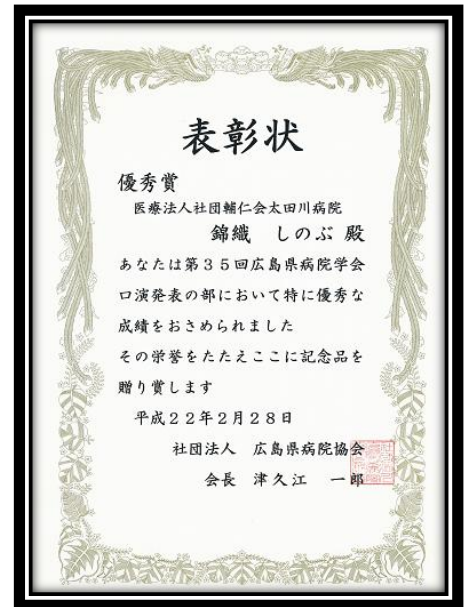 表彰状
優秀賞
医療法人社団輔仁会太田川病院
錦織 しのぶ 殿
あなたは第35回広島県病院学会
口演発表の部において特に優秀な
成績をおさめられました
その栄誉をたたえここに記念品を
贈り賞します
平成22年2月28日
社団法人 広島県病院協会
会長 津久江 一郎